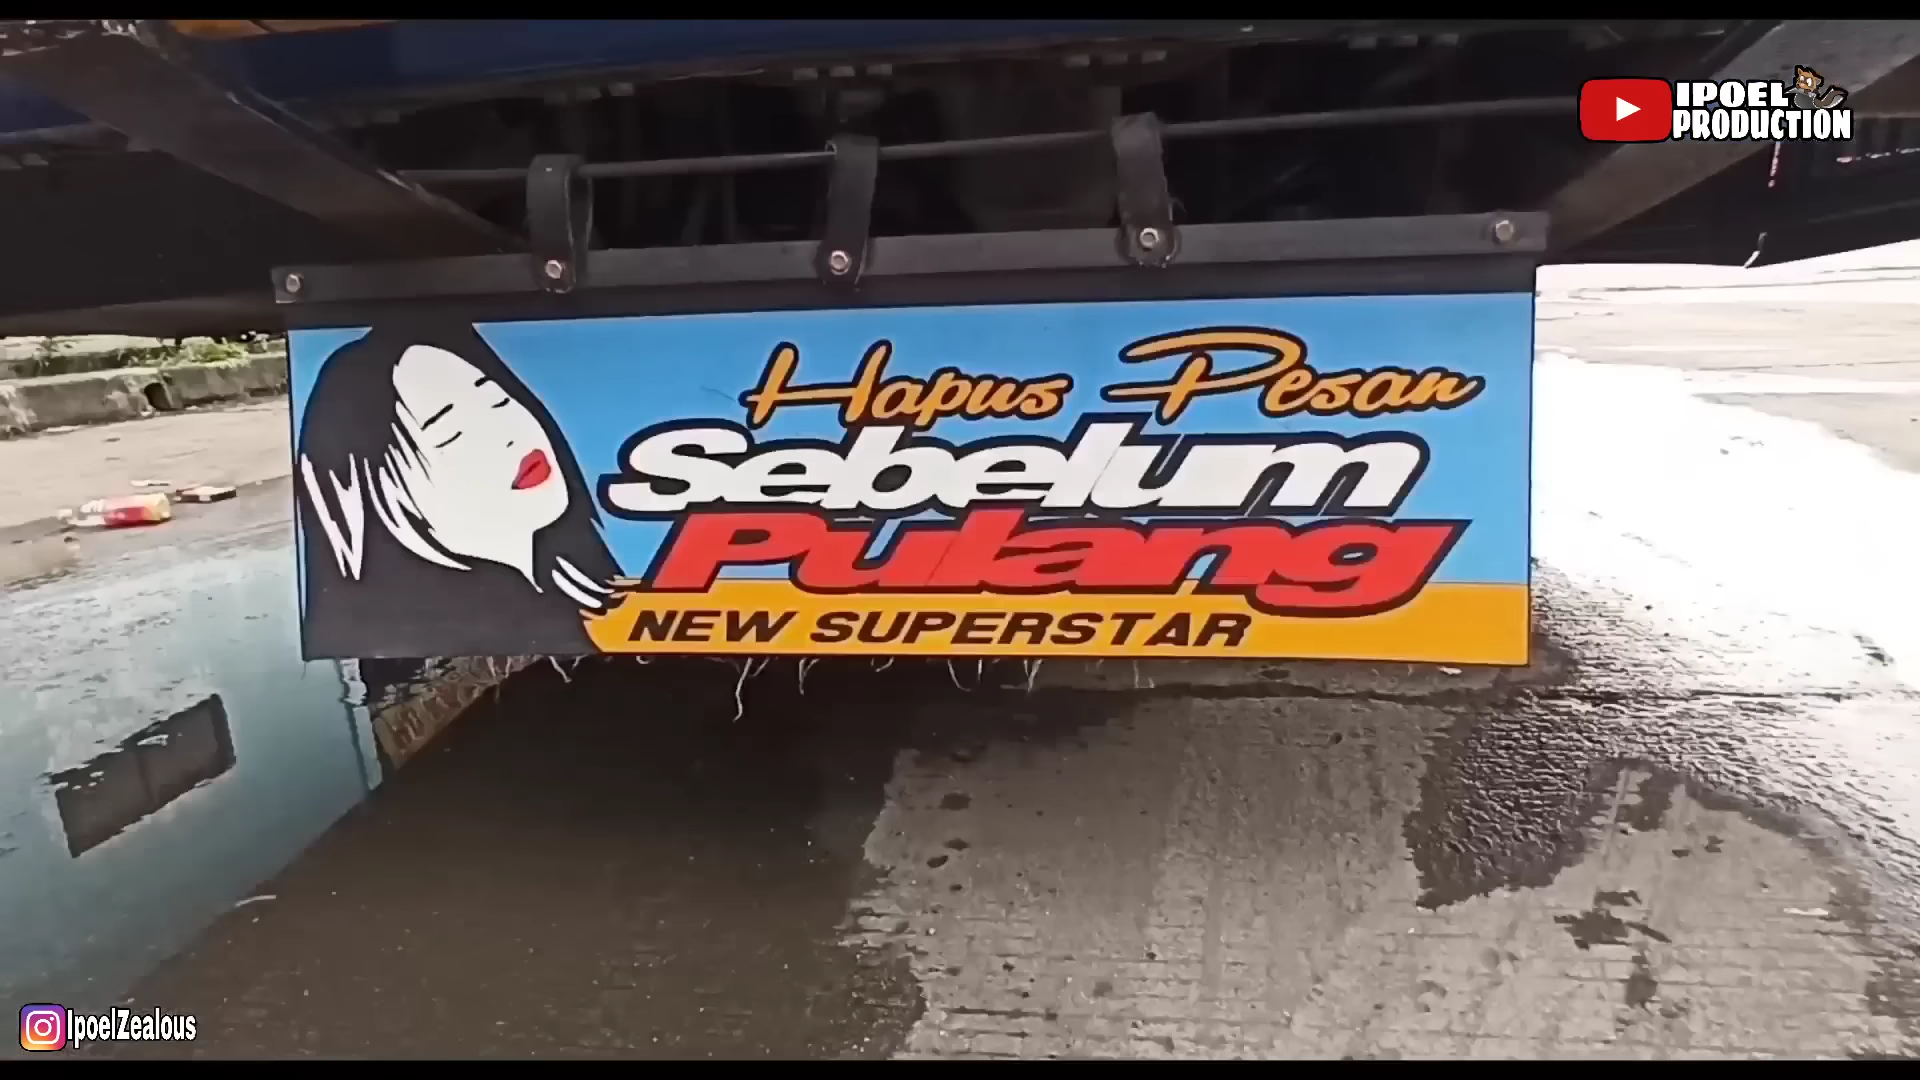 IPOEL
PRODUCTION
Hapus Pesan
Sebelum
Pulang
NEW SUPERSTAR
IpoelZealous